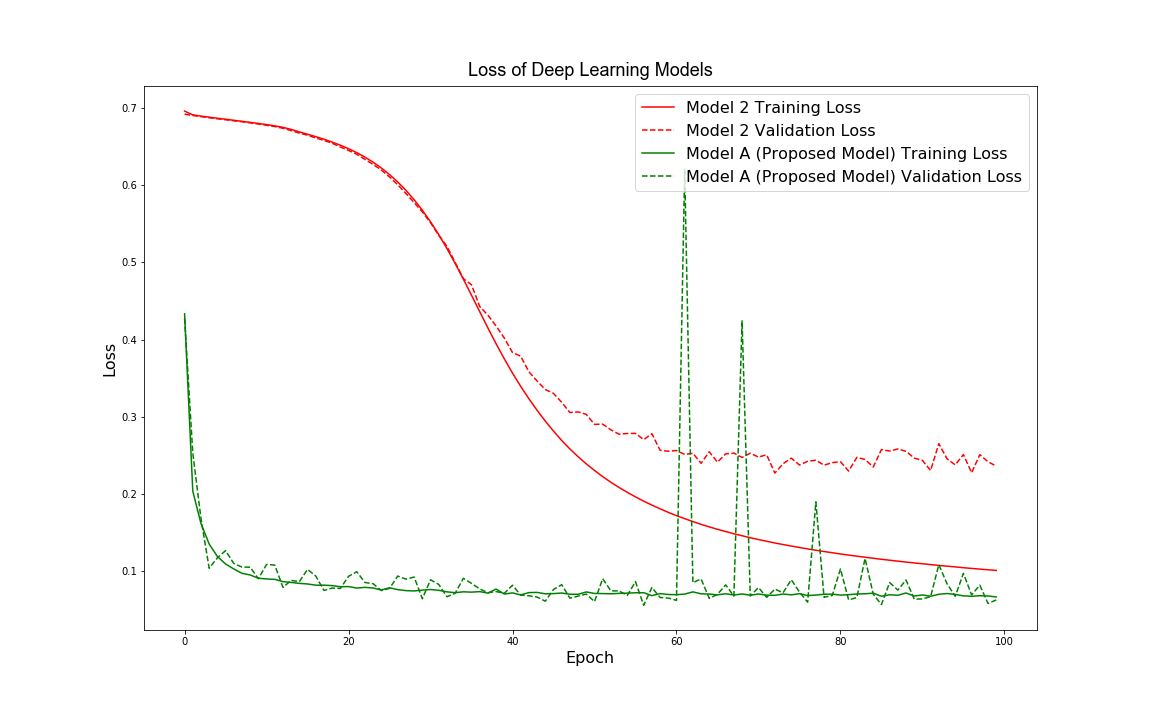 Loss of Deep Learning Models
Model 2 Training Loss
Model 2 Validation Loss
Model A (Proposed Model) Training Loss
Model A (Proposed Model) Validation Loss
0.7
0.6
0.5
0.4
0.3
0.2
0.1
Loss
0
20
40
60
80
100
Epoch